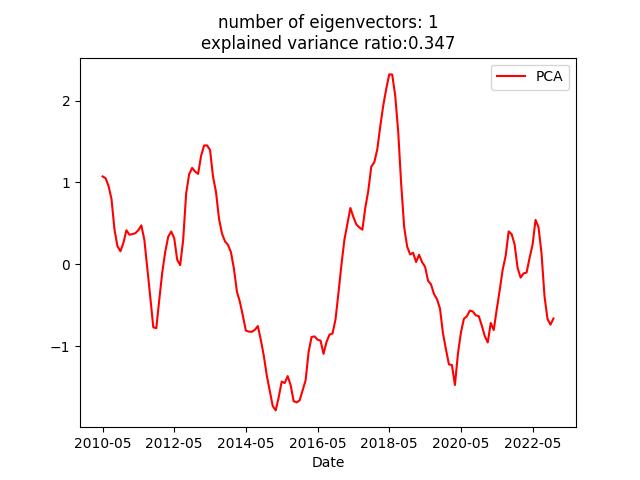 number of eigenvectors: 1
explained variance ratio:0.347
PCA
2
1
0
−1
2010-05 2012-05 2014-05 2016-05 2018-05 2020-05 2022-05
Date